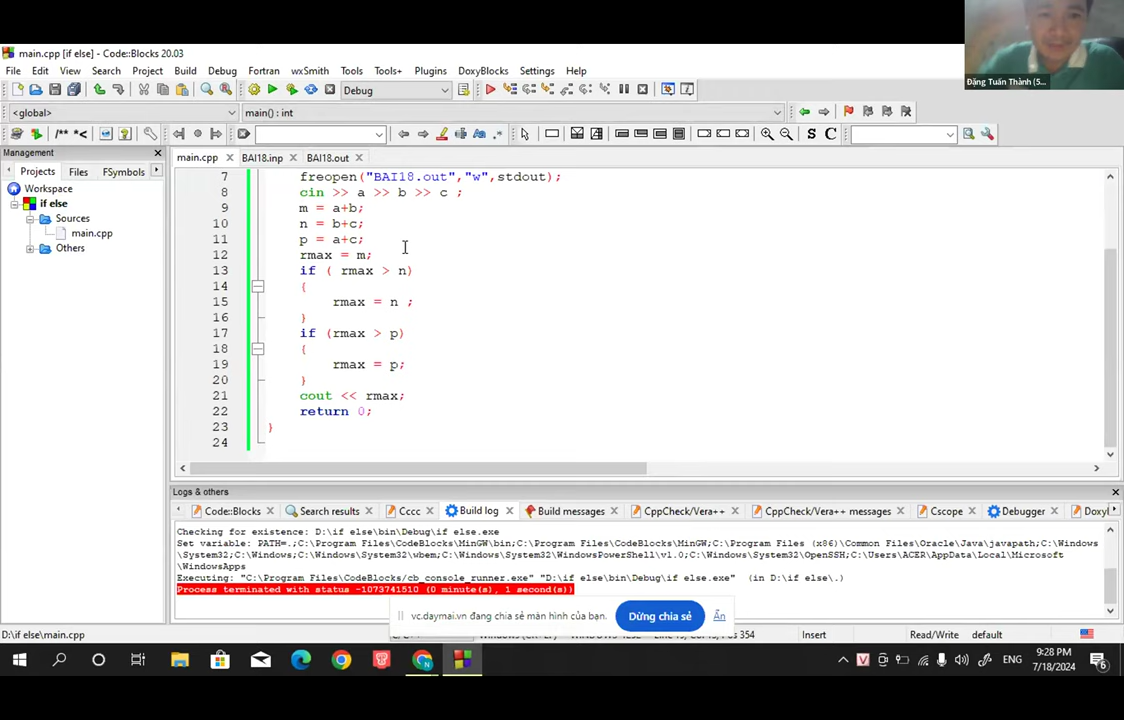 Đặng Tuấn Thành (5...
main.cpp [if else] - Code::Blocks 20.03
File Edit View Search Project Build Debug Fortran wxSmith Tools Tools+ Plugins DoxyBlocks Settings Help
Debug
<global> main() : int
/** *< S C
Management
Projects Files FSymbols
Workspace
if else
Sources
main.cpp
Others
main.cpp BAI18.inp BAI18.out
7 freopen("BAI18.out","w",stdout);
8 cin >> a >> b >> c ;
9 m = a+b;
10 n = b+c;
11 p = a+c;
12 rmax = m;
13 if ( rmax > n)
14 {
15 rmax = n ;
16 }
17 if (rmax > p)
18 {
19 rmax = p;
20 }
21 cout << rmax;
22 return 0;
23 }
24
Logs & others
Code::Blocks Search results Cccc Build log Build messages CppCheck/Vera++ CppCheck/Vera++ messages Cscope Debugger Doxyl
Checking for existence: D:\if else\bin\Debug\if else.exe
Set variable: PATH=.;C:\Program Files\CodeBlocks\MinGW\bin;C:\Program Files\CodeBlocks\MinGW;C:\Program Files (x86)\Common Files\Oracle\Java\javapath;C:\Windows
\System32;C:\Windows;C:\Windows\System32\wbem;C:\Windows\System32\WindowsPowerShell\v1.0;C:\Windows\System32\OpenSSH;C:\Users\ACER\AppData\Local\Microsoft
\WindowsApps
Executing: "C:\Program Files\CodeBlocks/cb_console_runner.exe" "D:\if else\bin\Debug\if else.exe" (in D:\if else\.)
Process terminated with status -1073741510 (0 minute(s), 1 second(s))
vc.daymai.vn đang chia sẻ màn hình của bạn. Dừng chia sẻ Ẩn
D:\if else\main.cpp Insert Read/Write default
ENG
9:28 PM
7/18/2024
6